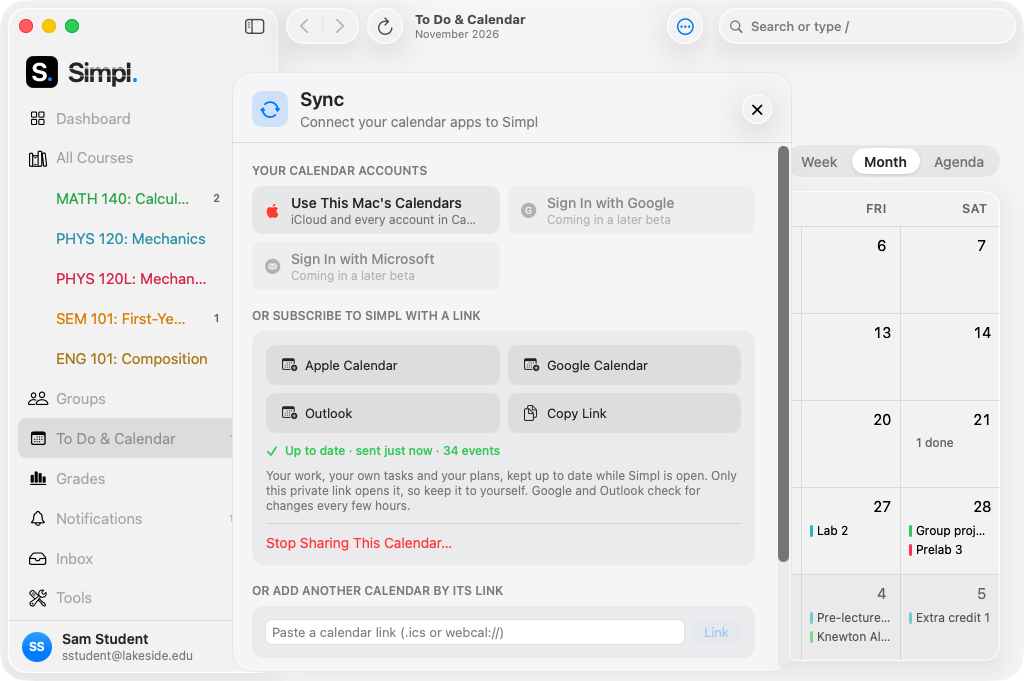 To Do & Calendar
November 2026
Search or type /
S.
Simpl.
Dashboard
All Courses
MATH 140: Calcul... 2
PHYS 120: Mechanics
PHYS 120L: Mechan...
SEM 101: First-Ye... 1
ENG 101: Composition
Groups
To Do & Calendar
Grades
Notifications
Inbox
Tools
SS
Sam Student
sstudent@lakeside.edu
Sync
Connect your calendar apps to Simpl
YOUR CALENDAR ACCOUNTS
Use This Mac's Calendars
iCloud and every account in Ca...
G
Sign In with Google
Coming in a later beta
Sign In with Microsoft
Coming in a later beta
OR SUBSCRIBE TO SIMPL WITH A LINK
Apple Calendar
Google Calendar
Outlook
Copy Link
Up to date · sent just now · 34 events
Your work, your own tasks and your plans, kept up to date while Simpl is open. Only
this private link opens it, so keep it to yourself. Google and Outlook check for
changes every few hours.
Stop Sharing This Calendar...
OR ADD ANOTHER CALENDAR BY ITS LINK
Paste a calendar link (.ics or webcal://)
Link
Week
Month
Agenda
FRI SAT
6 7
13 14
20 21
1 done
27 28
Lab 2
Group proj...
Prelab 3
4 5
Pre-lecture...
Knewton Al...
Extra credit 1